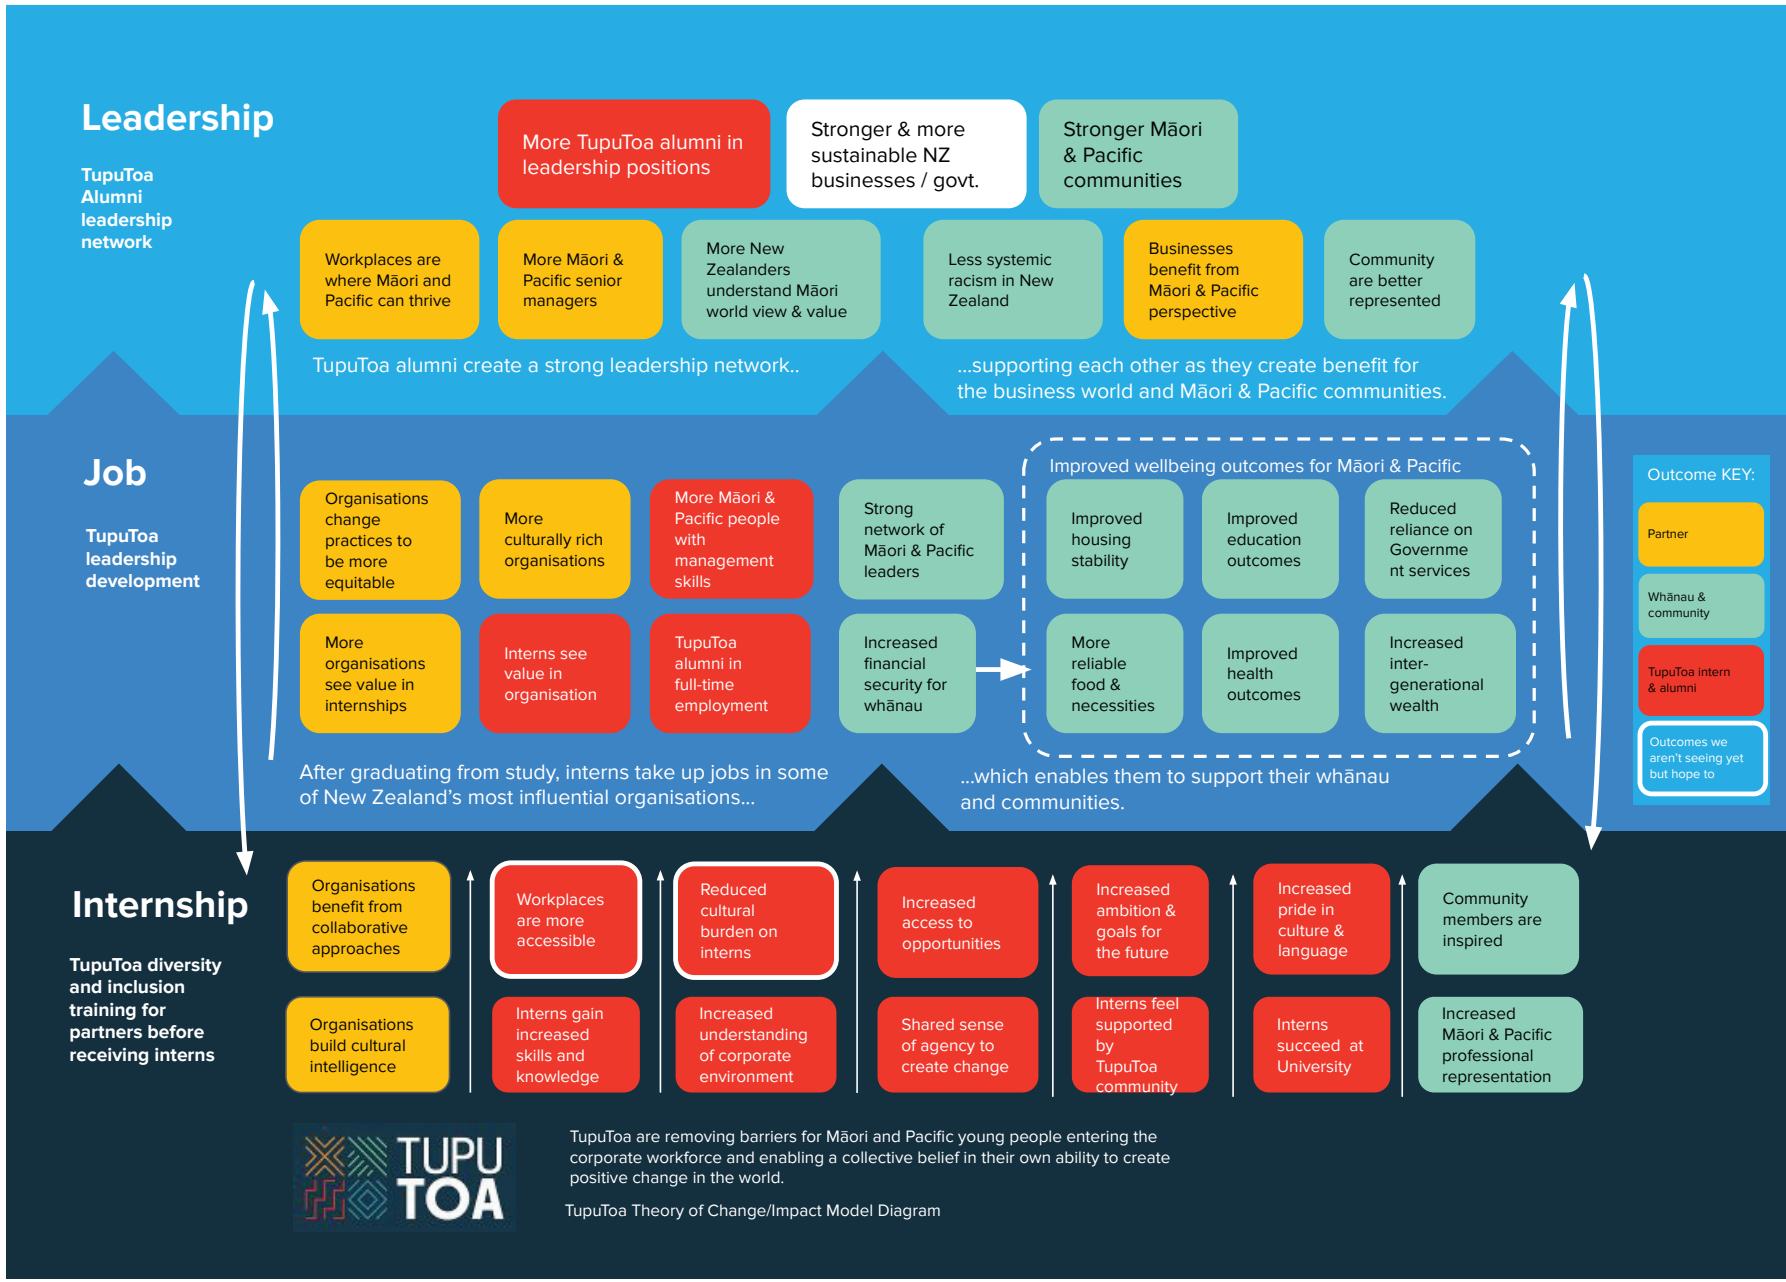 Leadership
TupuToa
Alumni
leadership
network
More TupuToa alumni in
leadership positions
Stronger & more
sustainable NZ
businesses / govt.
Stronger Māori
& Pacific
communities
Workplaces are
where Māori and
Pacific can thrive
More Māori &
Pacific senior
managers
More New
Zealanders
understand Māori
world view & value
Less systemic
racism in New
Zealand
Businesses
benefit from
Māori & Pacific
perspective
Community
are better
represented
TupuToa alumni create a strong leadership network..
...supporting each other as they create benefit for
the business world and Māori & Pacific communities.
Job
TupuToa
leadership
development
Organisations
change
practices to
be more
equitable
More
culturally rich
organisations
More Māori &
Pacific people
with
management
skills
Strong
network of
Māori & Pacific
leaders
Improved wellbeing outcomes for Māori & Pacific
Improved
housing
stability
Improved
education
outcomes
Reduced
reliance on
Governme
nt services
More
organisations
see value in
internships
Interns see
value in
organisation
TupuToa
alumni in
full-time
employment
Increased
financial
security for
whānau
More
reliable
food &
necessities
Improved
health
outcomes
Increased
inter-
generational
wealth
After graduating from study, interns take up jobs in some
of New Zealand's most influential organisations...
...which enables them to support their whānau
and communities.
Outcome KEY:
Partner
Whānau &
community
TupuToa intern
& alumni
Outcomes we
aren't seeing yet
but hope to
Internship
TupuToa diversity
and inclusion
training for
partners before
receiving interns
Organisations
benefit from
collaborative
approaches
Workplaces
are more
accessible
Reduced
cultural
burden on
interns
Increased
access to
opportunities
Increased
ambition &
goals for
the future
Increased
pride in
culture &
language
Community
members are
inspired
Organisations
build cultural
intelligence
Interns gain
increased
skills and
knowledge
Increased
understanding
of corporate
environment
Shared sense
of agency to
create change
Interns feel
supported
by
TupuToa
community
Interns
succeed at
University
Increased
Māori & Pacific
professional
representation
TUPU
TOA
TupuToa are removing barriers for Māori and Pacific young people entering the
corporate workforce and enabling a collective belief in their own ability to create
positive change in the world.
TupuToa Theory of Change/Impact Model Diagram